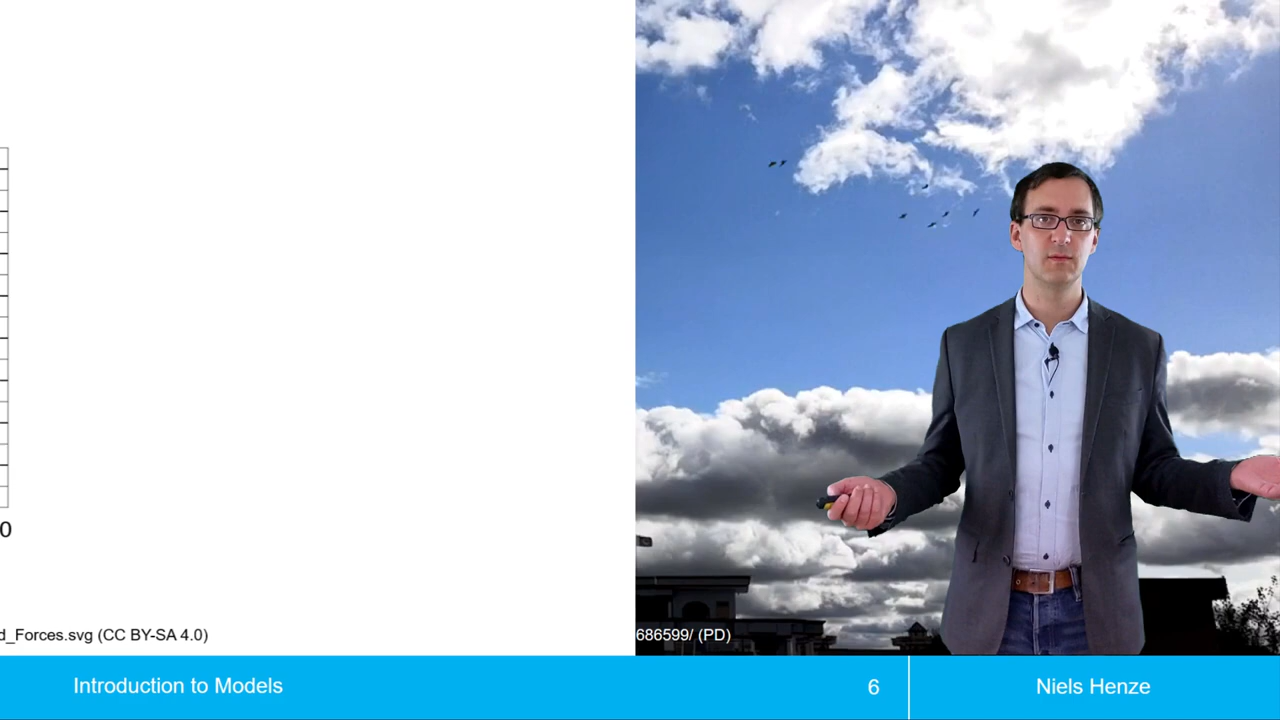 0
d_Forces.svg (CC BY-SA 4.0)
686599/ (PD)
Introduction to Models
6
Niels Henze